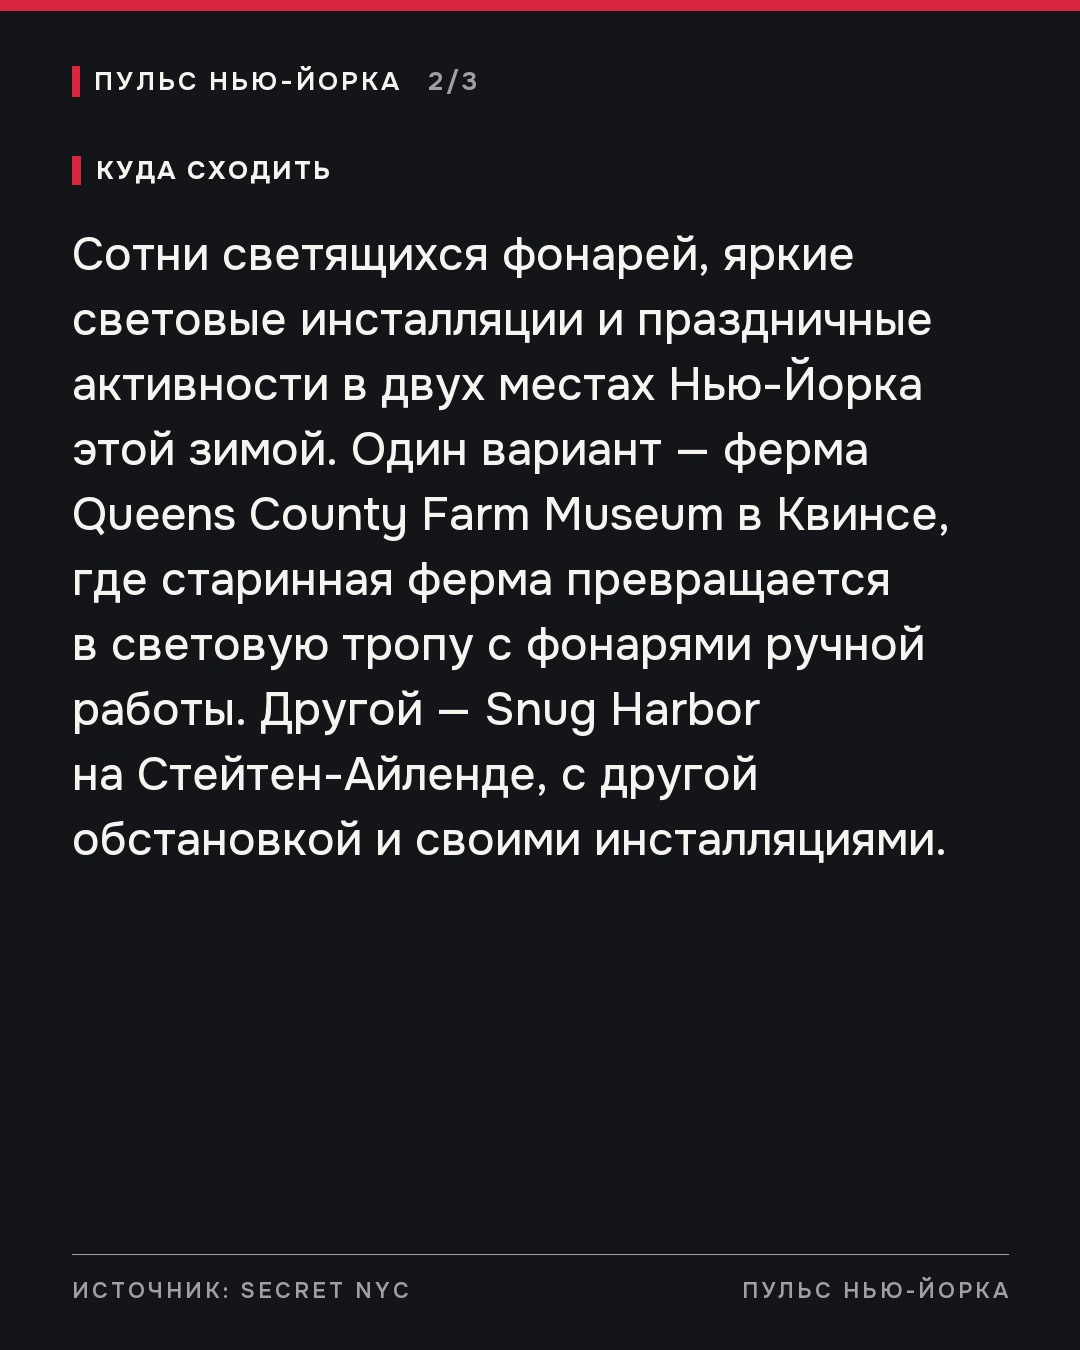 ПУЛЬС НЬЮ-ЙОРКА 2/3
КУДА СХОДИТЬ
Сотни светящихся фонарей, яркие
световые инсталляции и праздничные
активности в двух местах Нью-Йорка
этой зимой. Один вариант — ферма
Queens County Farm Museum в Квинсе,
где старинная ферма превращается
в световую тропу с фонарями ручной
работы. Другой — Snug Harbor
на Стейтен-Айленде, с другой
обстановкой и своими инсталляциями.
ИСТОЧНИК: SECRET NYC
ПУЛЬС НЬЮ-ЙОРКА